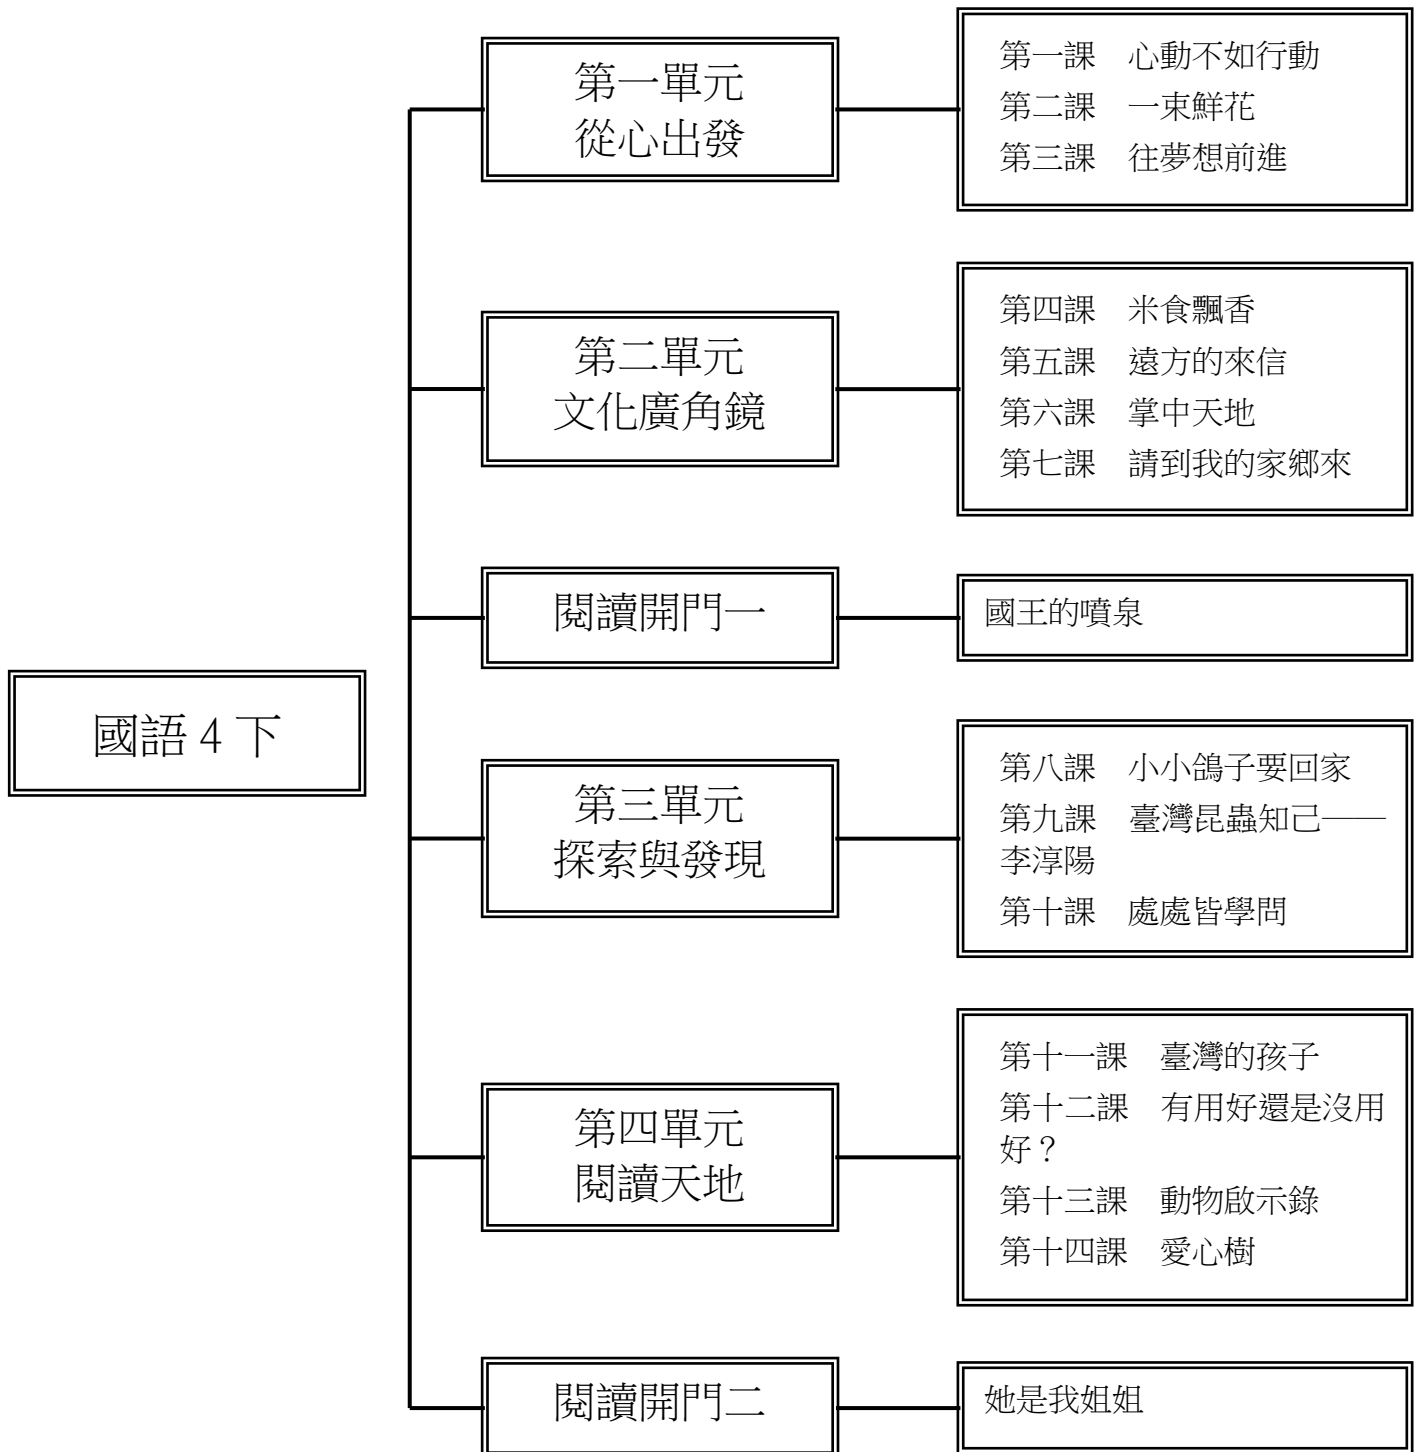 國語 4 下
第一單元
從心出發
第一課　心動不如行動
第二課　一束鮮花
第三課　往夢想前進
第二單元
文化廣角鏡
第四課　米食飄香
第五課　遠方的來信
第六課　掌中天地
第七課　請到我的家鄉來
閱讀開門一
國王的噴泉
第三單元
探索與發現
第八課　小小鴿子要回家
第九課　臺灣昆蟲知己——
李淳陽
第十課　處處皆學問
第四單元
閱讀天地
第十一課　臺灣的孩子
第十二課　有用好還是沒用
好？
第十三課　動物啟示錄
第十四課　愛心樹
閱讀開門二
她是我姐姐